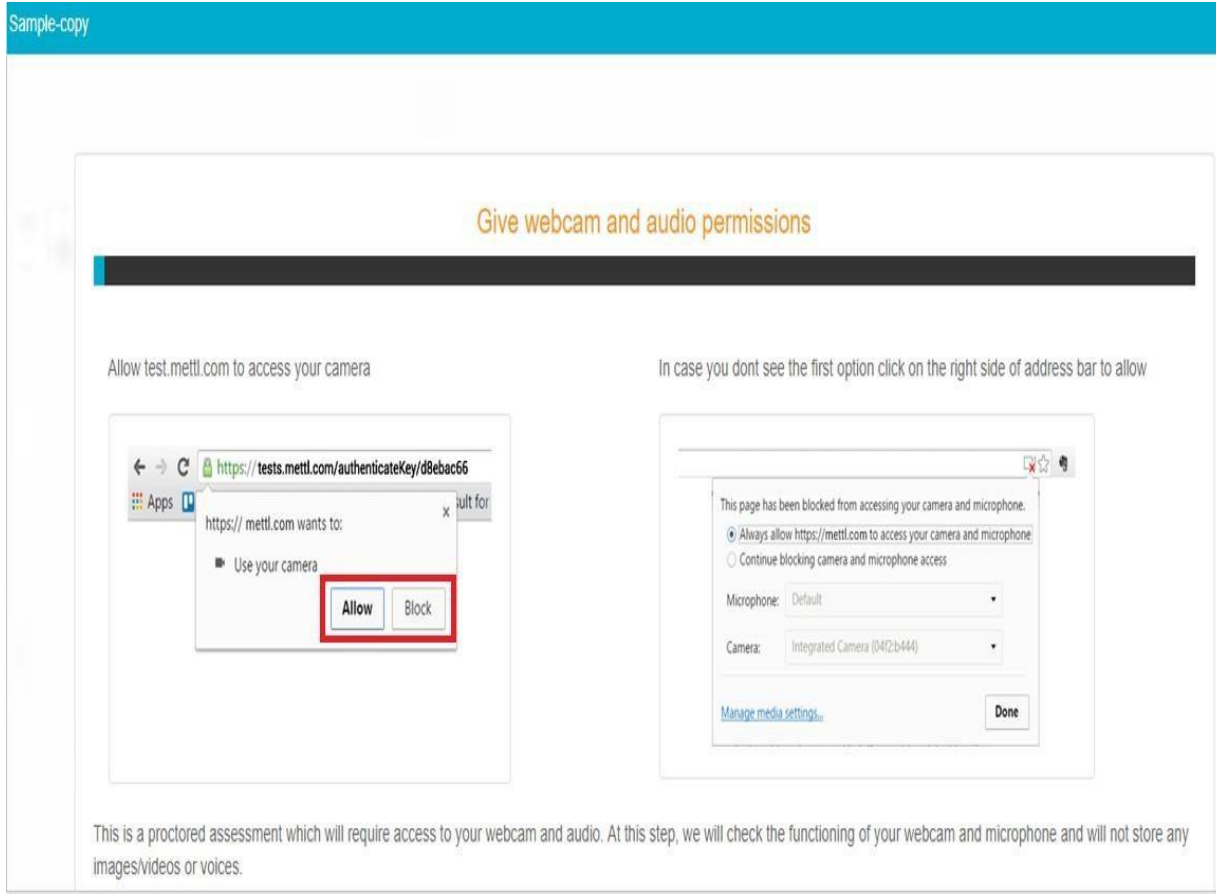 Sample-copy
Give webcam and audio permissions
Allow test.mettl.com to access your camera
https://tests.mettl.com/authenticateKey/d8ebac66
Apps
ult for
https:// mettl.com wants to:
x
Use your camera
Allow Block
In case you dont see the first option click on the right side of address bar to allow
This page has been blocked from accessing your camera and microphone.
Always allow https://mettl.com to access your camera and microphone
Continue blocking camera and microphone access
Microphone: Default
Camera: Integrated Camera (04f2:b444)
Manage media settings...
Done
This is a proctored assessment which will require access to your webcam and audio. At this step, we will check the functioning of your webcam and microphone and will not store any
images/videos or voices.